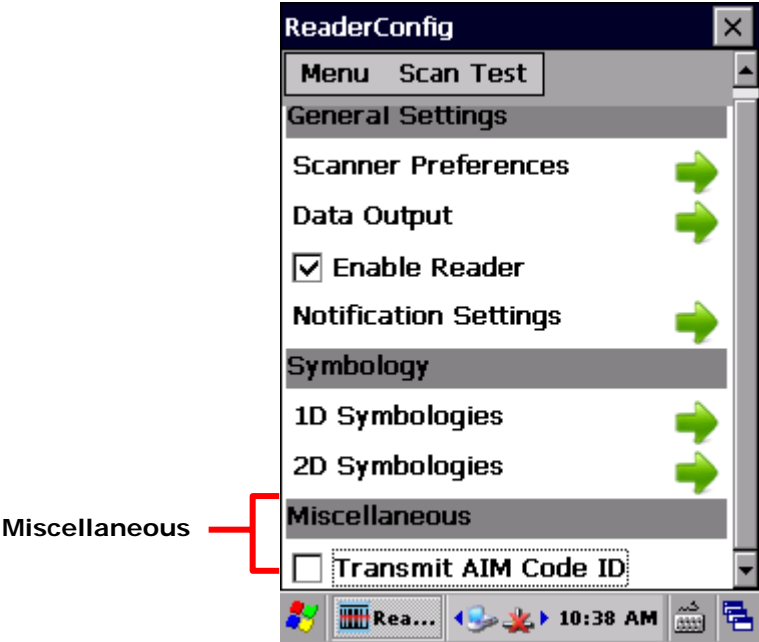 ReaderConfig
Menu Scan Test
General Settings
Scanner Preferences
Data Output
Enable Reader
Notification Settings
Symbology
1D Symbologies
2D Symbologies
Miscellaneous
Miscellaneous
Transmit AIM Code ID
Rea... 10:38 AM